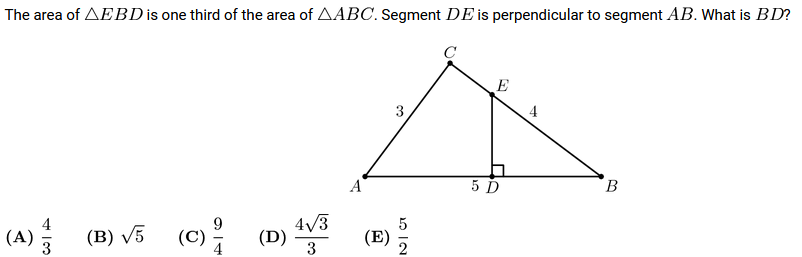 The area of △EBD is one third of the area of △ABC. Segment DE is perpendicular to segment AB. What is BD?
C
E
3
4
A
5 D
B
(A) 4/3 (B) √5 (C) 9/4 (D) 4√3/3 (E) 5/2